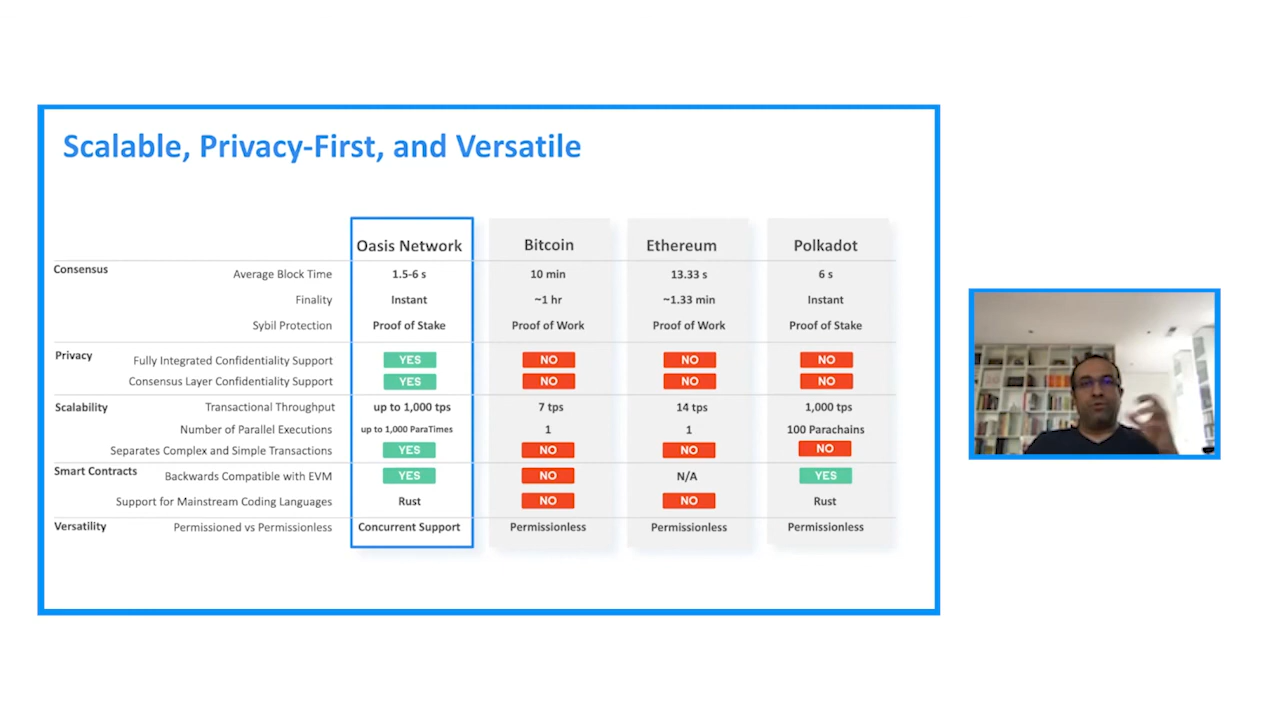 Scalable, Privacy-First, and Versatile
Oasis Network Bitcoin Ethereum Polkadot
Consensus Average Block Time 1.5-6 s 10 min 13.33 s 6 s
Finality Instant ~1 hr ~1.33 min Instant
Sybil Protection Proof of Stake Proof of Work Proof of Work Proof of Stake
Privacy Fully Integrated Confidentiality Support YES NO NO NO
Consensus Layer Confidentiality Support YES NO NO NO
Scalability Transactional Throughput up to 1,000 tps 7 tps 14 tps 1,000 tps
Number of Parallel Executions up to 1,000 ParaTimes 1 1 100 Parachains
Separates Complex and Simple Transactions YES NO NO NO
Smart Contracts Backwards Compatible with EVM YES NO N/A YES
Support for Mainstream Coding Languages Rust NO NO Rust
Versatility Permissioned vs Permissionless Concurrent Support Permissionless Permissionless Permissionless